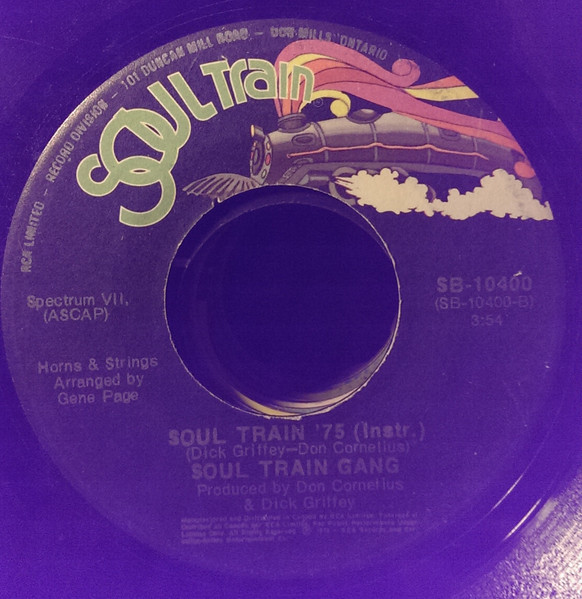 RCA LIMITED – RECORD DIVISION – 101 DUNCAN MILL ROAD – DON MILLS, ONTARIO
SOUL TRAIN
Spectrum VII,
(ASCAP)
SB-10400
(SB-10400-B)
3:54
Horns & Strings
Arranged by
Gene Page
SOUL TRAIN '75 (Instr.)
(Dick Griffey—Don Cornelius)
SOUL TRAIN GANG
Produced by Don Cornelius
& Dick Griffey